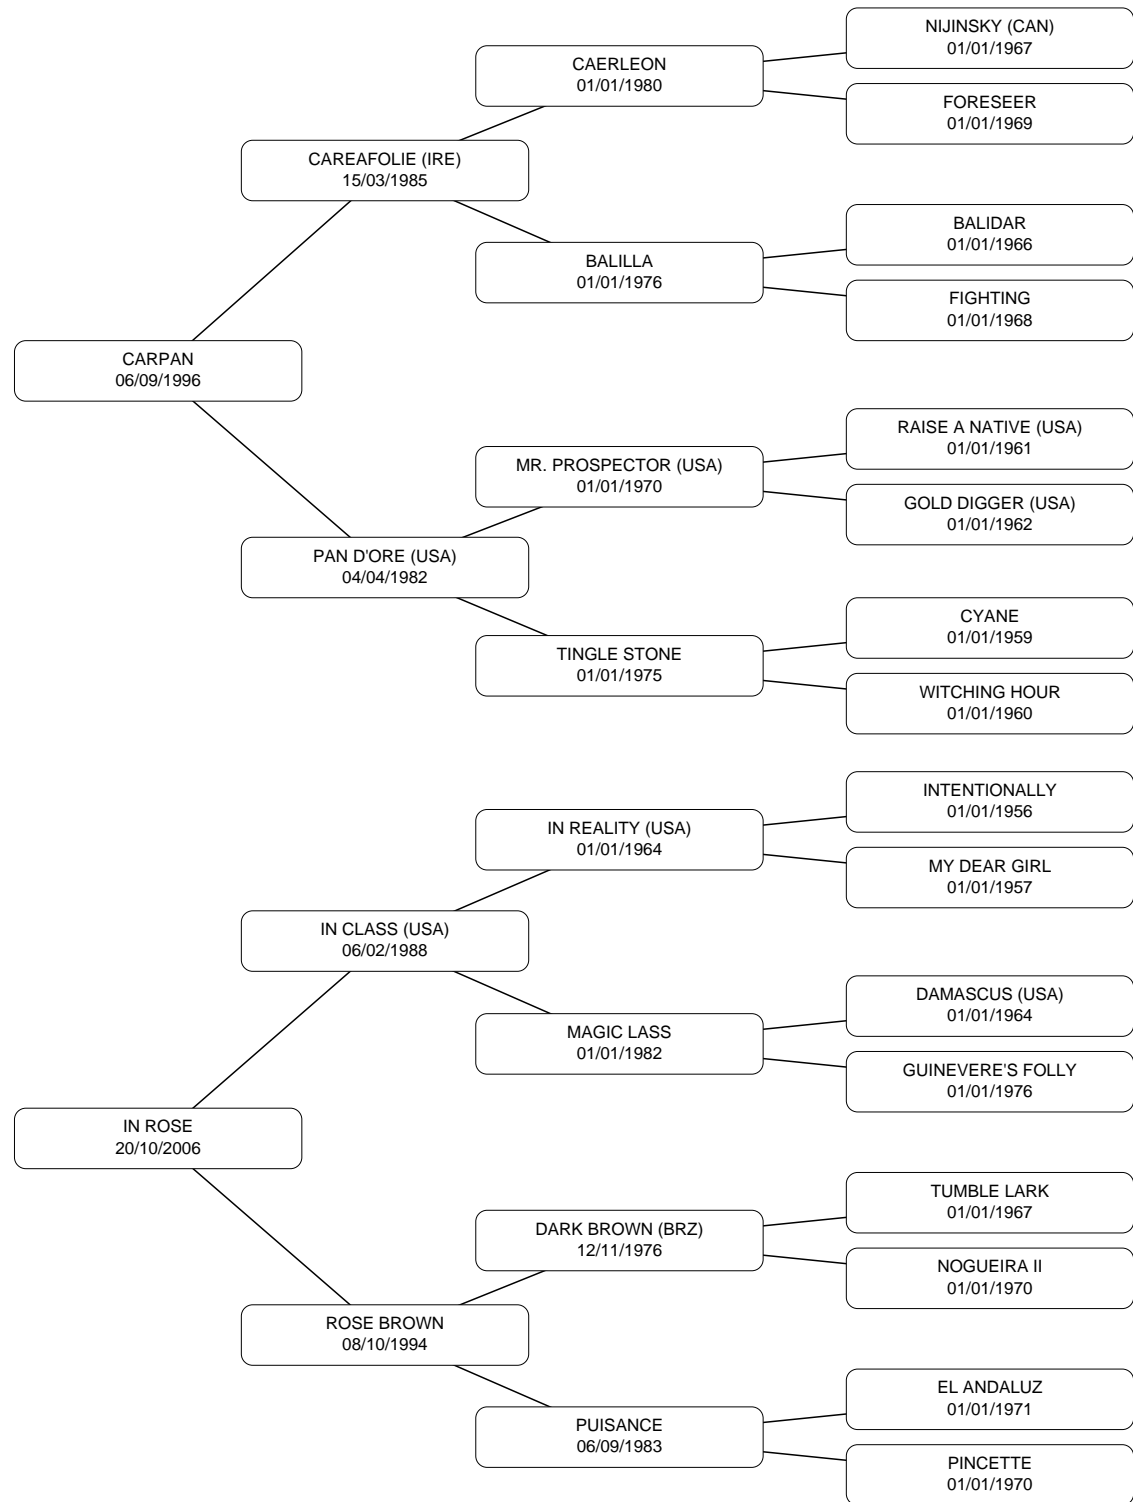 NIJINSKY (CAN)
01/01/1967
CAERLEON
01/01/1980
FORESEER
01/01/1969
CAREAFOLIE (IRE)
15/03/1985
BALIDAR
01/01/1966
BALILLA
01/01/1976
FIGHTING
01/01/1968
CARPAN
06/09/1996
RAISE A NATIVE (USA)
01/01/1961
MR. PROSPECTOR (USA)
01/01/1970
GOLD DIGGER (USA)
01/01/1962
PAN D'ORE (USA)
04/04/1982
CYANE
01/01/1959
TINGLE STONE
01/01/1975
WITCHING HOUR
01/01/1960
INTENTIONALLY
01/01/1956
IN REALITY (USA)
01/01/1964
MY DEAR GIRL
01/01/1957
IN CLASS (USA)
06/02/1988
DAMASCUS (USA)
01/01/1964
MAGIC LASS
01/01/1982
GUINEVERE'S FOLLY
01/01/1976
IN ROSE
20/10/2006
TUMBLE LARK
01/01/1967
DARK BROWN (BRZ)
12/11/1976
NOGUEIRA II
01/01/1970
ROSE BROWN
08/10/1994
EL ANDALUZ
01/01/1971
PUISANCE
06/09/1983
PINCETTE
01/01/1970